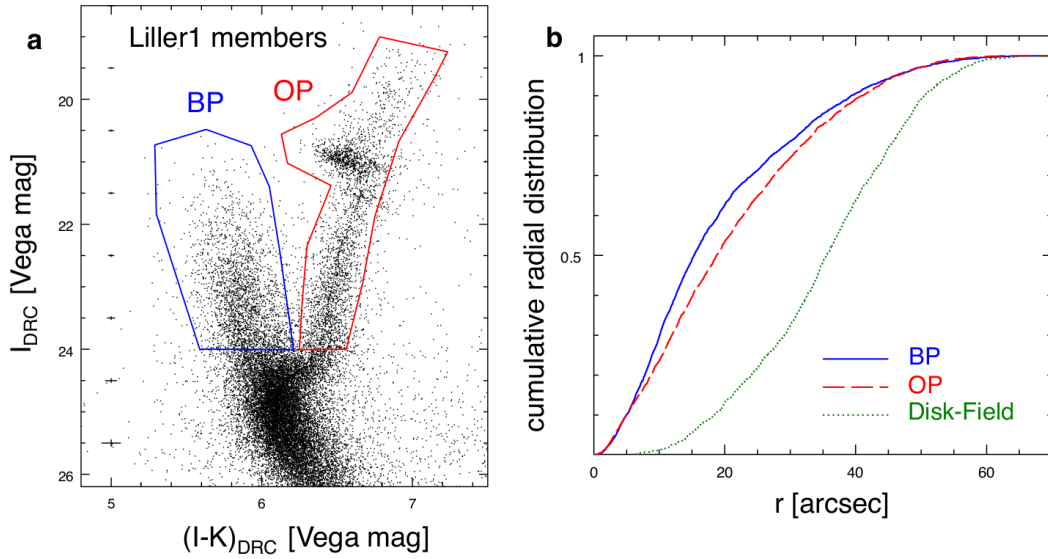 a
Liller1 members
BP
OP
20
22
24
26
5
6
7
I_DRC [Vega mag]
(I-K)_DRC [Vega mag]
b
1
0.5
0
20
40
60
cumulative radial distribution
r [arcsec]
BP
OP
Disk-Field